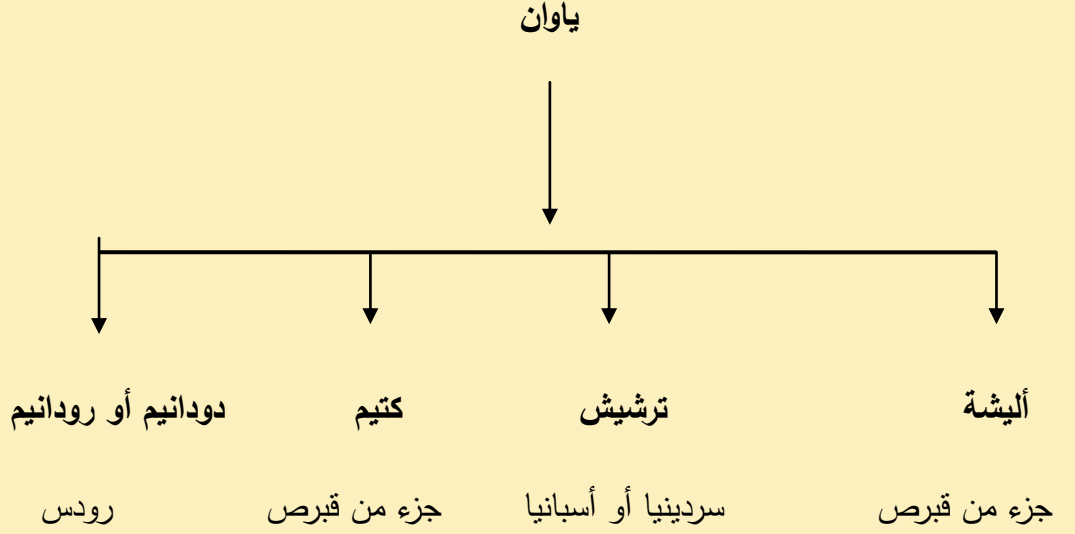 ياوان
أليشة ترشيش كتيم دودانيم أو رودانيم
جزء من قبرص سردينيا أو أسبانيا جزء من قبرص رودس